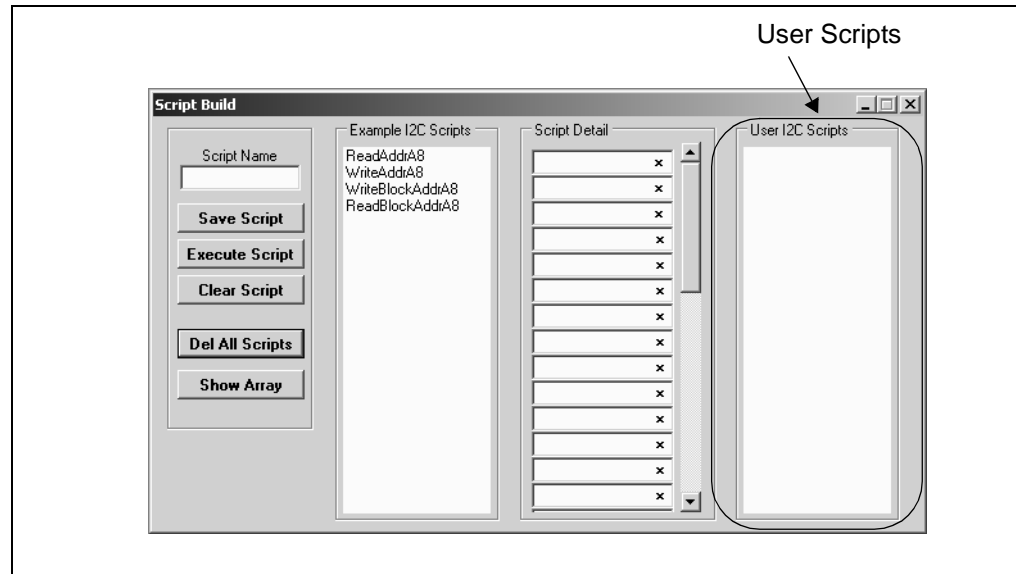 User Scripts
Script Build
Script Name
Save Script
Execute Script
Clear Script
Del All Scripts
Show Array
Example I2C Scripts
ReadAddrA8
WriteAddrA8
WriteBlockAddrA8
ReadBlockAddrA8
Script Detail
User I2C Scripts